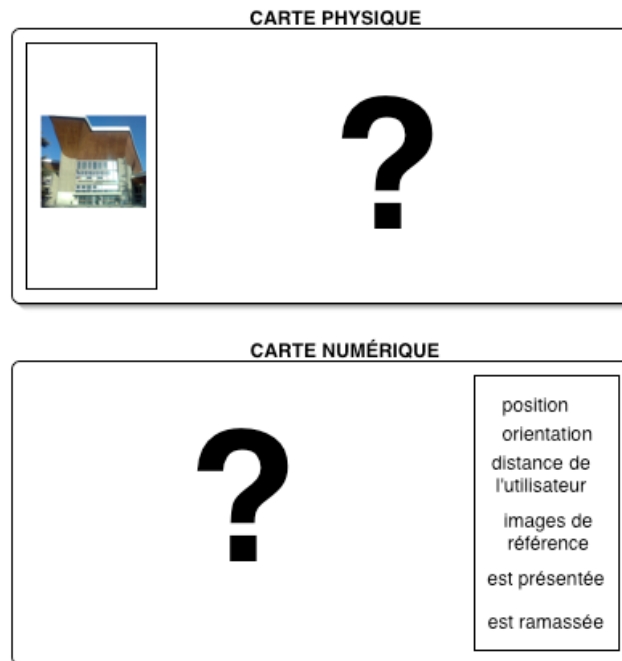 CARTE PHYSIQUE
?
CARTE NUMÉRIQUE
?
position
orientation
distance de
l'utilisateur
images de
référence
est présentée
est ramassée